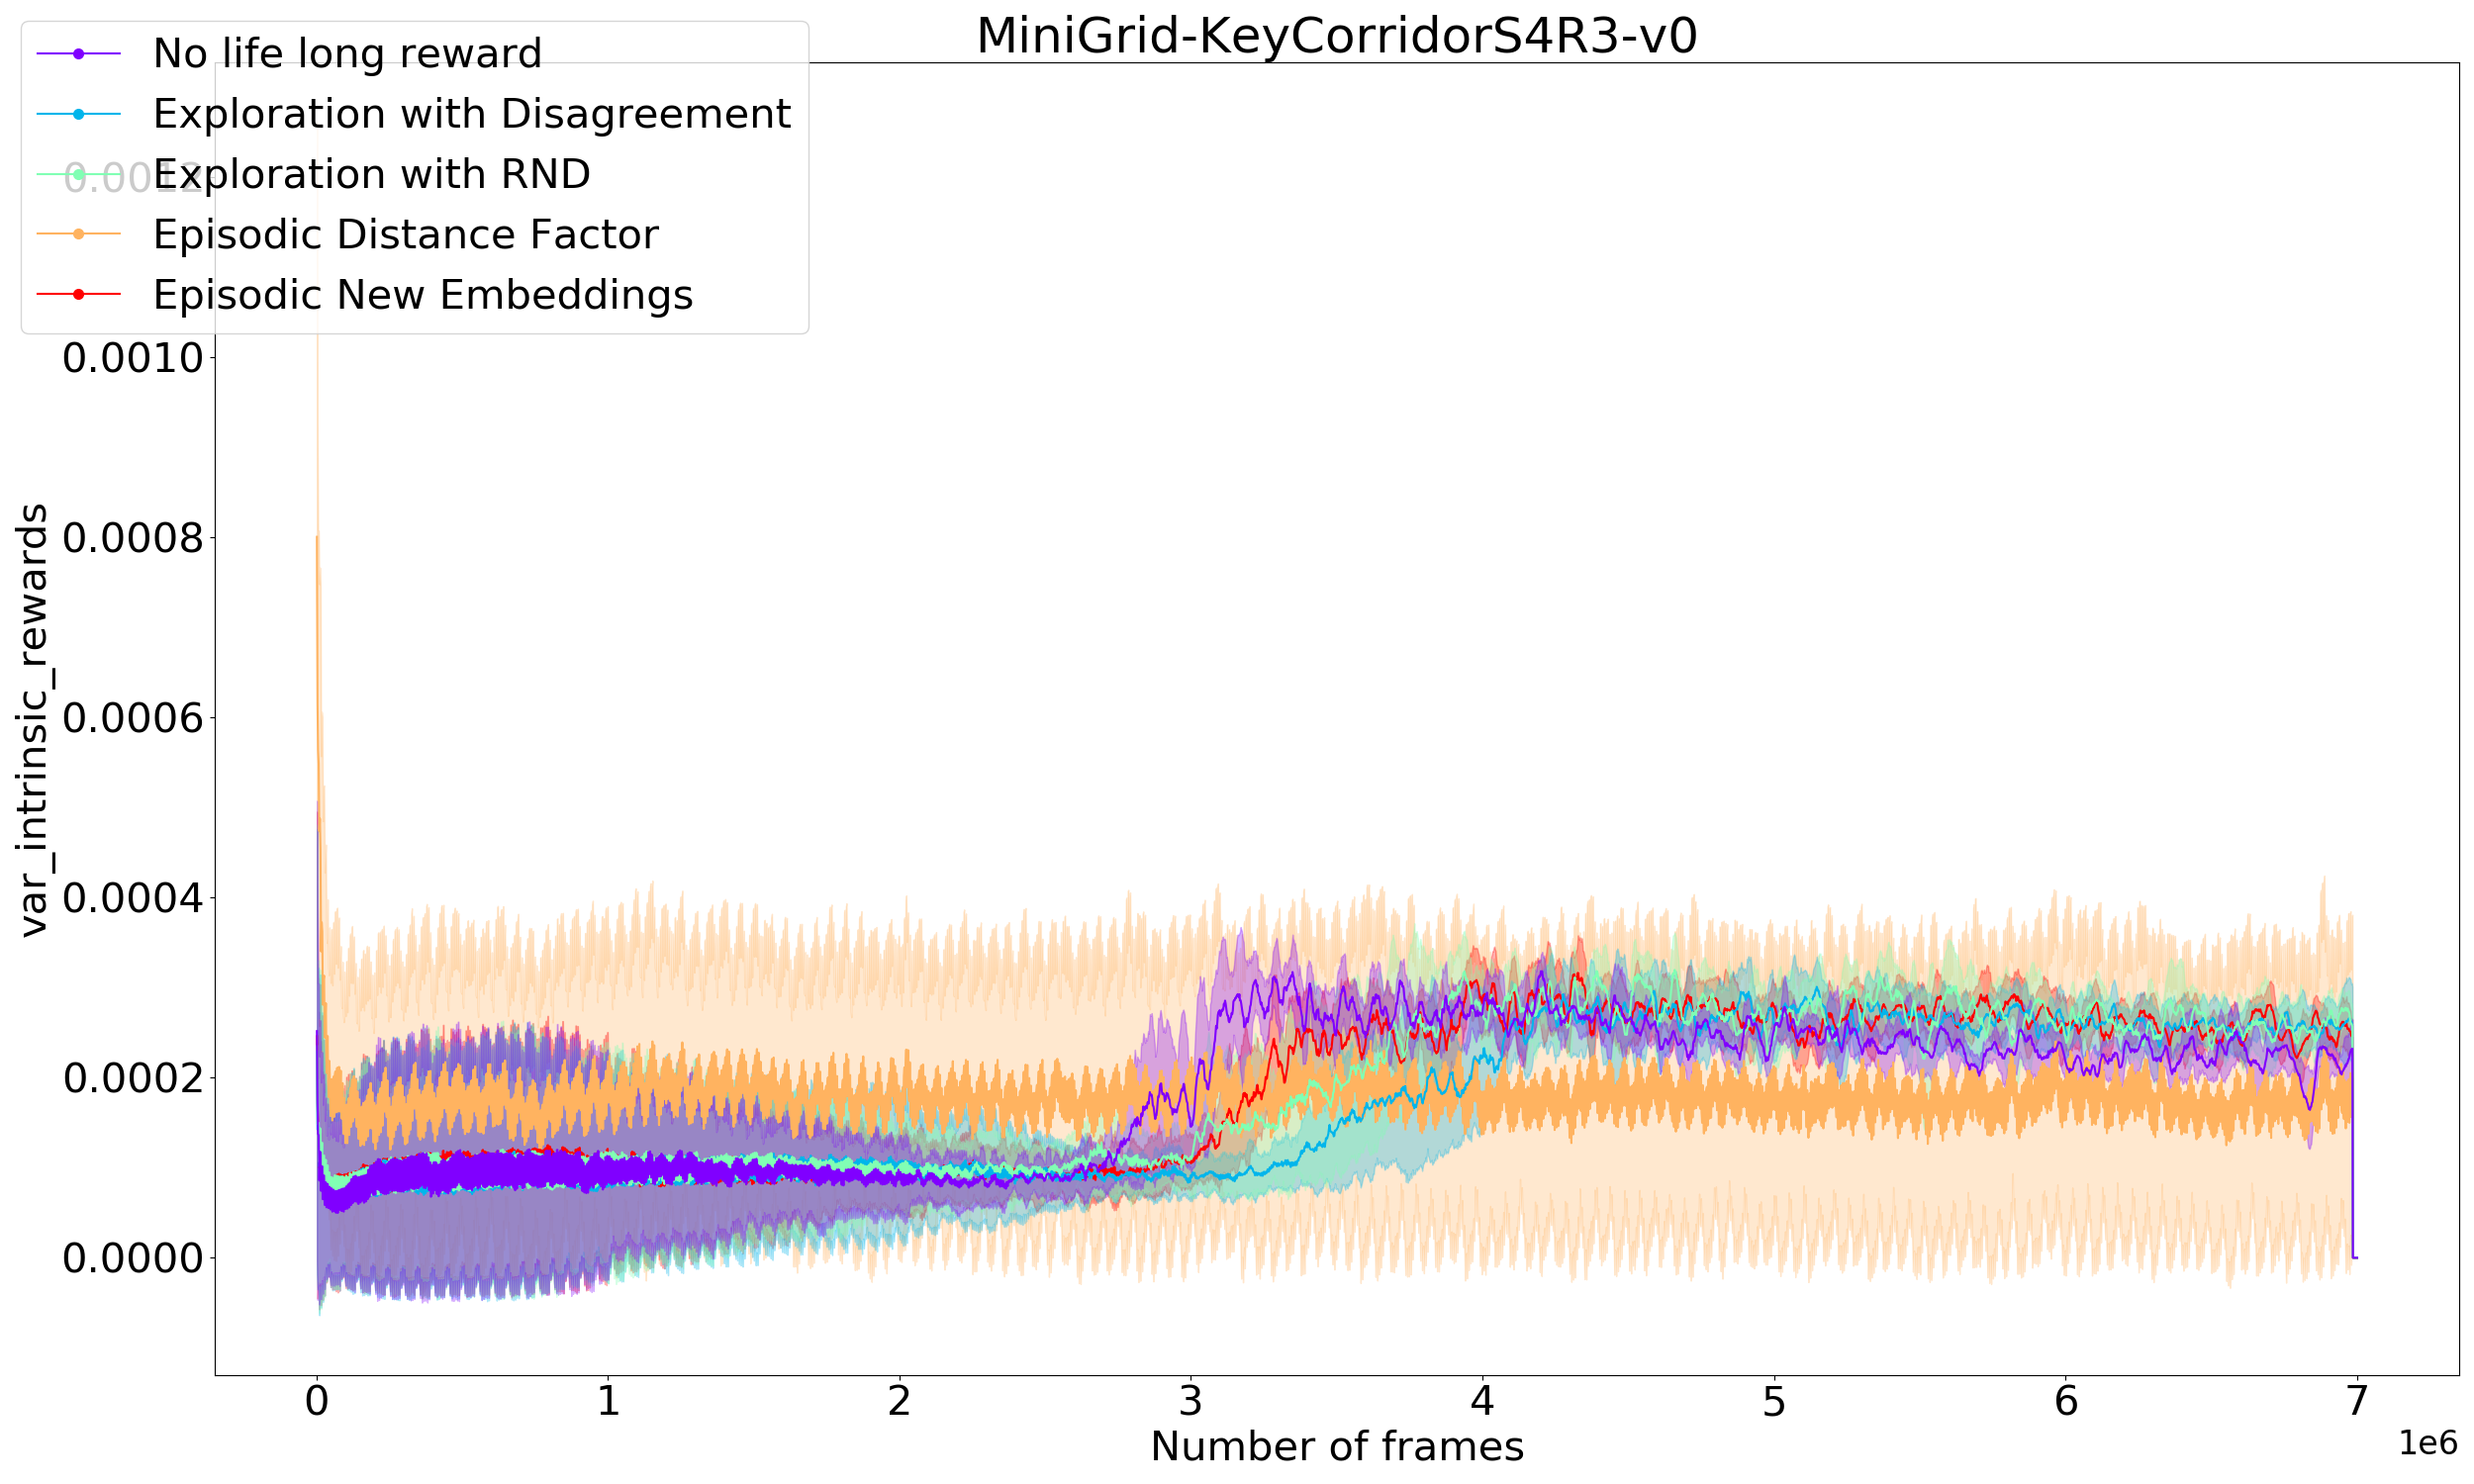 MiniGrid-KeyCorridorS4R3-v0
No life long reward
Exploration with Disagreement
Exploration with RND
Episodic Distance Factor
Episodic New Embeddings
var_intrinsic_rewards
0.0012
0.0010
0.0008
0.0006
0.0004
0.0002
0.0000
0 1 2 3 4 5 6 7
Number of frames
1e6